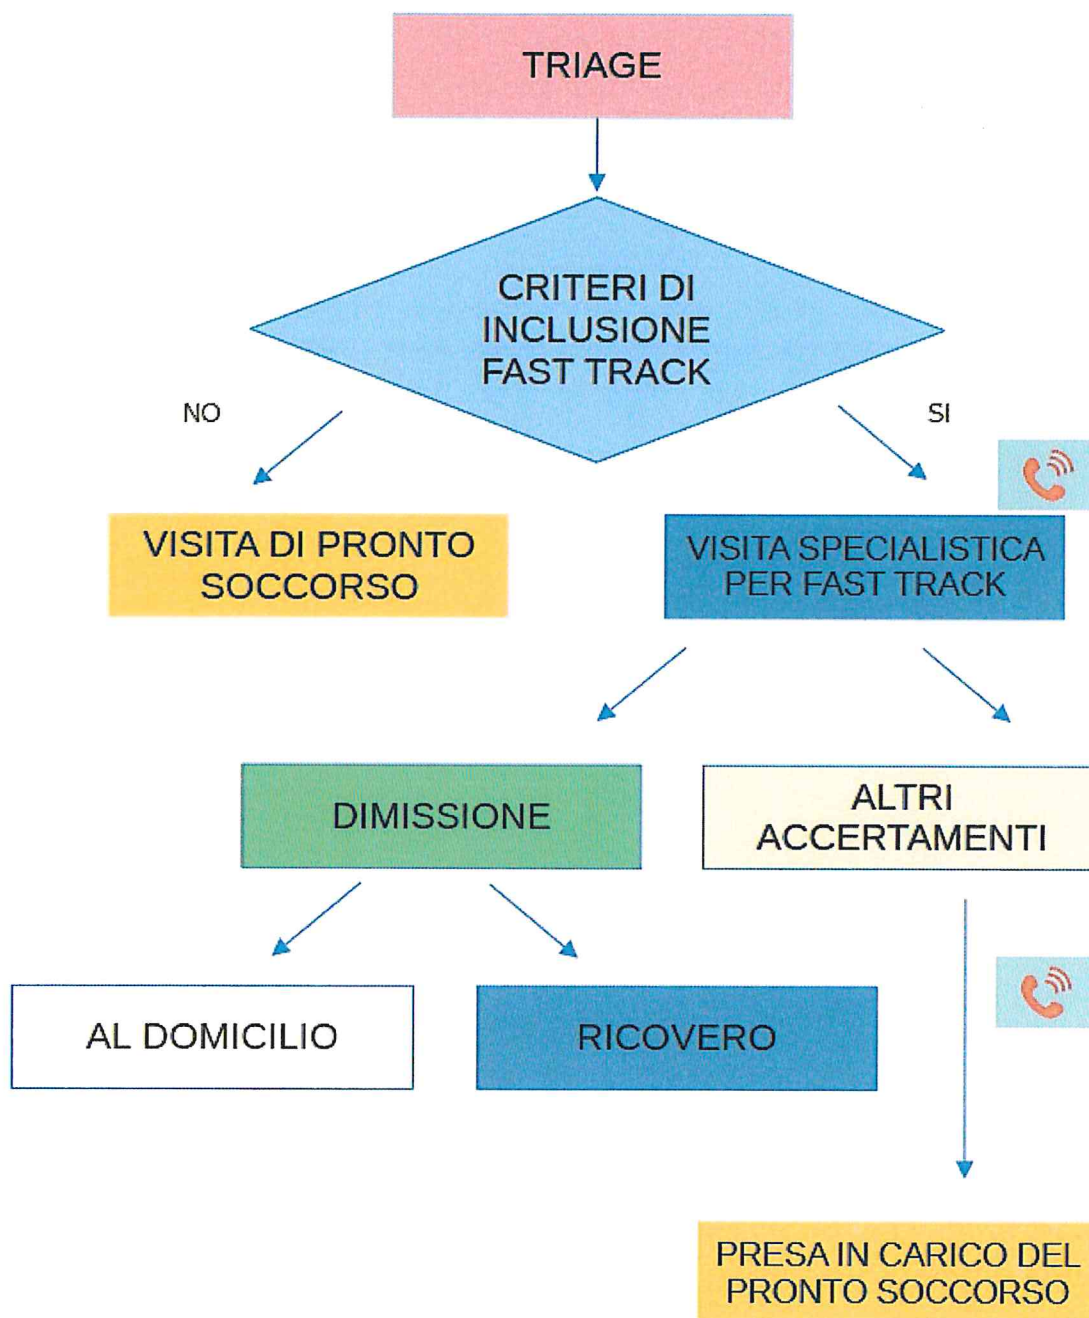 TRIAGE
CRITERI DI
INCLUSIONE
FAST TRACK
NO
SI
VISITA DI PRONTO
SOCCORSO
VISITA SPECIALISTICA
PER FAST TRACK
DIMISSIONE
ALTRI
ACCERTAMENTI
AL DOMICILIO
RICOVERO
PRESA IN CARICO DEL
PRONTO SOCCORSO